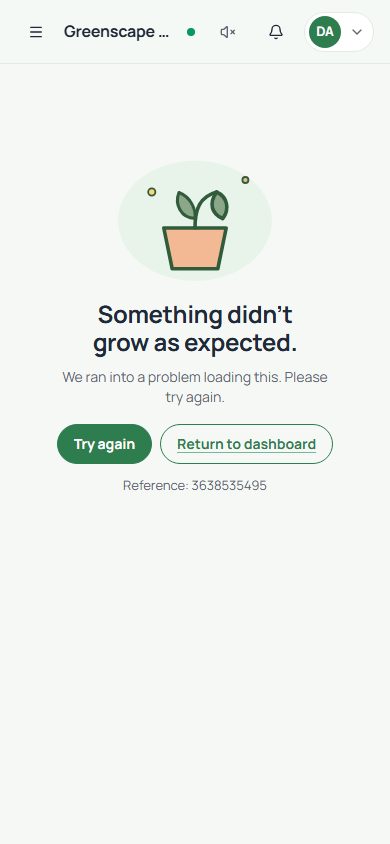 Greenscape ...
DA
Something didn’t
grow as expected.
We ran into a problem loading this. Please
try again.
Try again
Return to dashboard
Reference: 3638535495